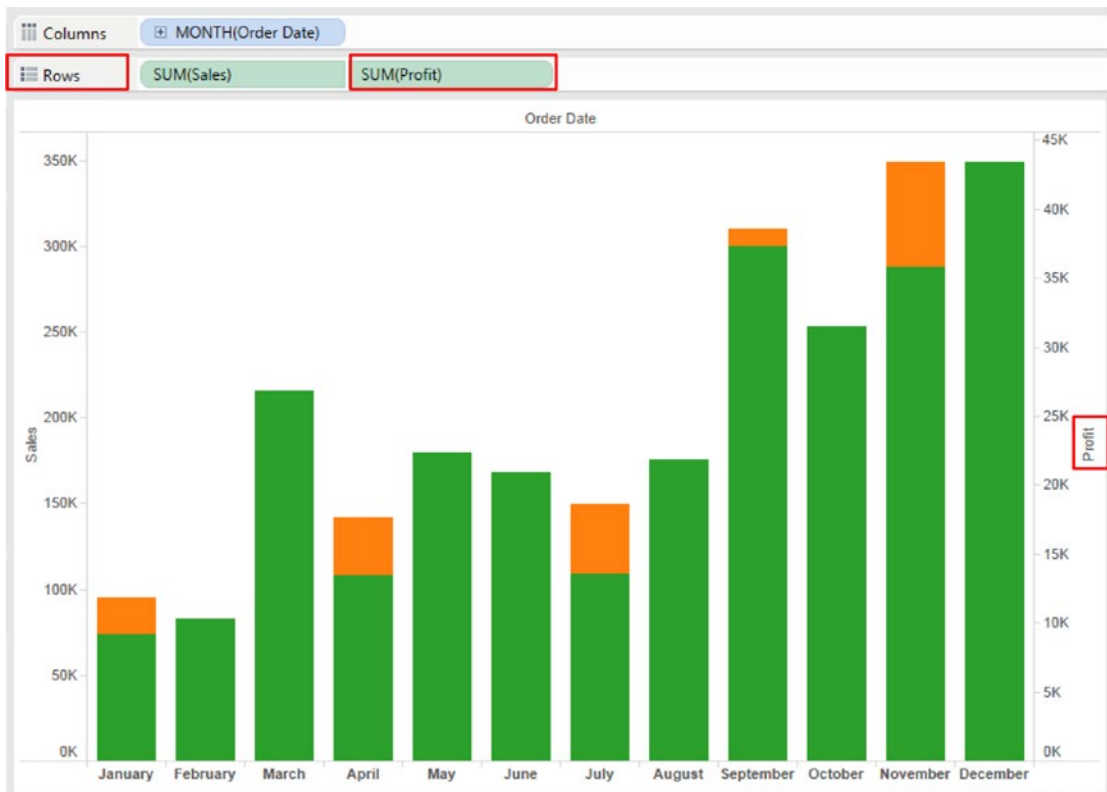 Columns MONTH(Order Date)
Rows SUM(Sales) SUM(Profit)
Order Date
350K
300K
250K
200K
150K
100K
50K
0K
Sales
45K
40K
35K
30K
25K
20K
15K
10K
5K
0K
Profit
January February March April May June July August September October November December